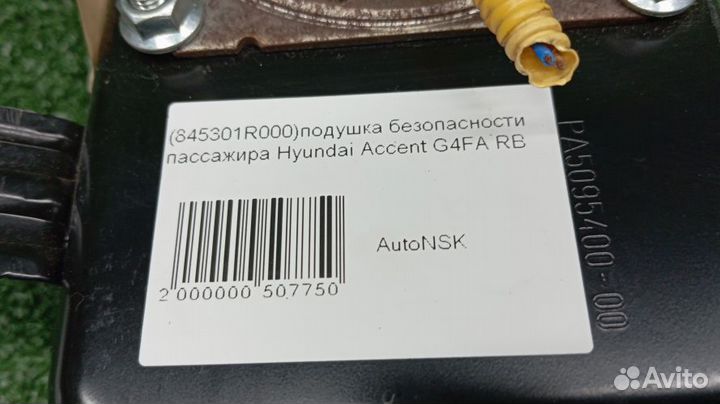 (845301R000)подушка безопасности
пассажира Hyundai Accent G4FA RB
AutoNSK
2 000000 507750
PA5095400-00
Avito